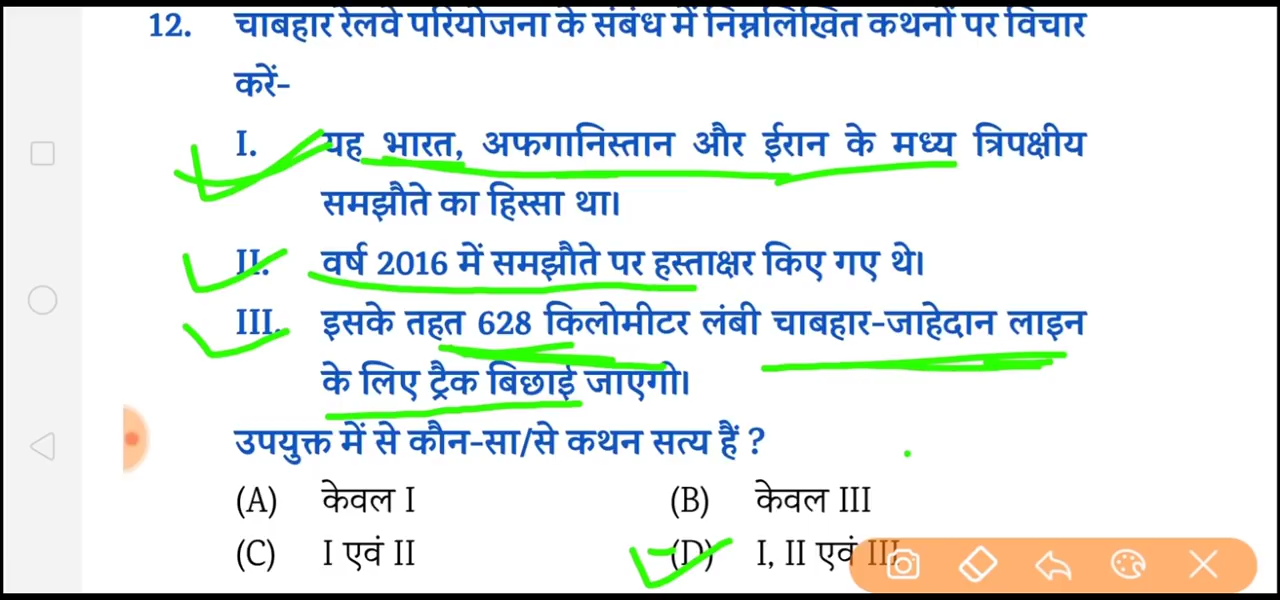 12. चाबहार रेलवे परियोजना के संबंध में निम्नलिखित कथनों पर विचार
करें-
I. यह भारत, अफगानिस्तान और ईरान के मध्य त्रिपक्षीय
समझौते का हिस्सा था।
II. वर्ष 2016 में समझौते पर हस्ताक्षर किए गए थे।
III. इसके तहत 628 किलोमीटर लंबी चाबहार-जाहेदान लाइन
के लिए ट्रैक बिछाई जाएगी।
उपयुक्त में से कौन-सा/से कथन सत्य हैं ?
(A) केवल I (B) केवल III
(C) I एवं II (D) I, II एवं III